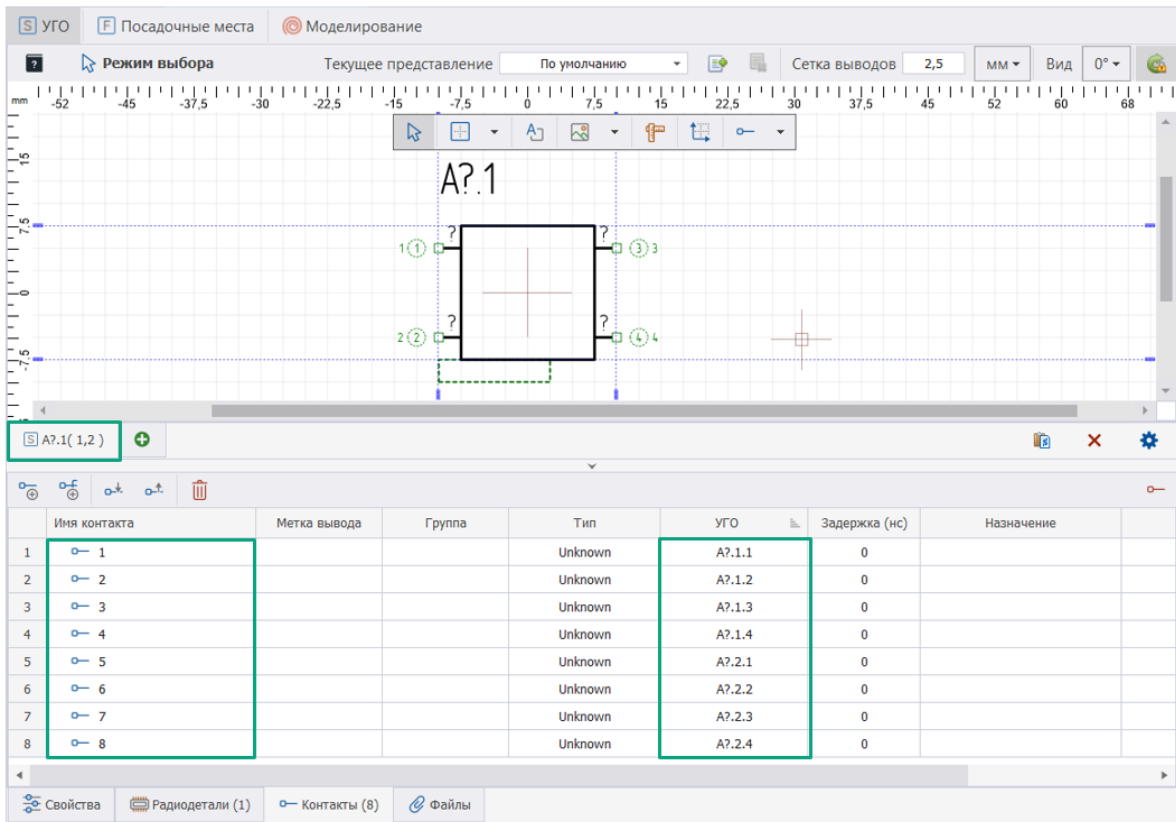 S УГО F Посадочные места Моделирование
? Режим выбора Текущее представление По умолчанию Сетка выводов 2,5 мм Вид 0°
mm -52 -45 -37,5 -30 -22,5 -15 -7,5 0 7,5 15 22,5 30 37,5 45 52 60 68
15
A?.1
7,5
? ?
1 1 3 3
0
? ?
2 2 4 4
-7,5
S A?.1( 1,2 )
Имя контакта Метка вывода Группа Тип УГО Задержка (нс) Назначение
1 1 Unknown A?.1.1 0
2 2 Unknown A?.1.2 0
3 3 Unknown A?.1.3 0
4 4 Unknown A?.1.4 0
5 5 Unknown A?.2.1 0
6 6 Unknown A?.2.2 0
7 7 Unknown A?.2.3 0
8 8 Unknown A?.2.4 0
Свойства Радиодетали (1) Контакты (8) Файлы